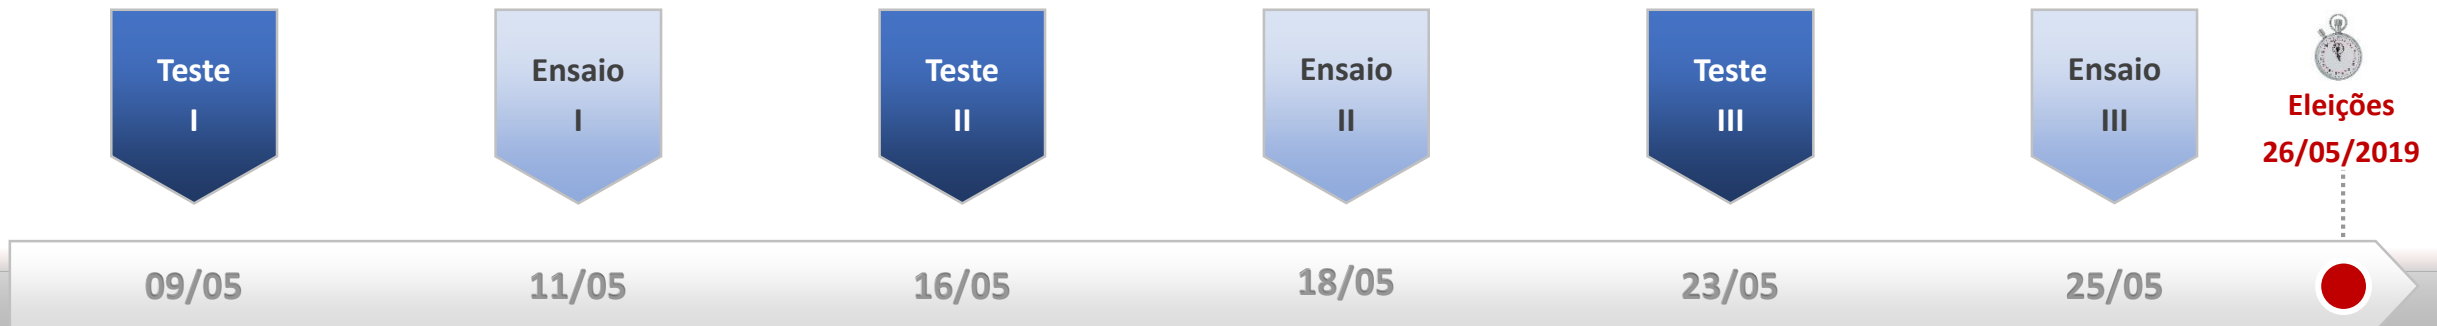 Teste
I
Ensaio
I
Teste
II
Ensaio
II
Teste
III
Ensaio
III
Eleições
26/05/2019
09/05
11/05
16/05
18/05
23/05
25/05